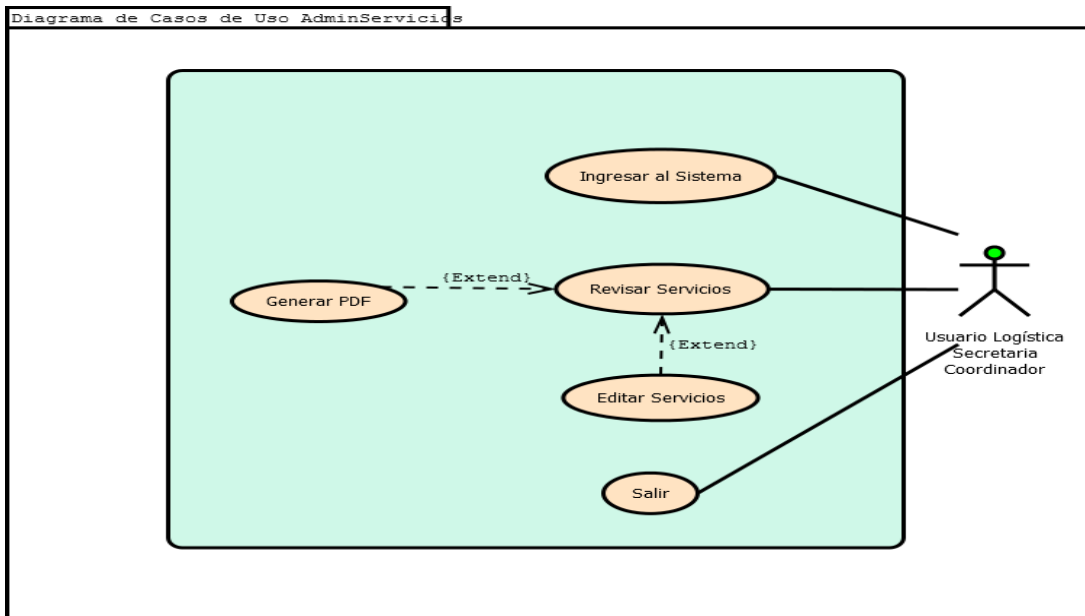 Diagrama de Casos de Uso AdminServicios
Ingresar al Sistema
{Extend}
Generar PDF
Revisar Servicios
{Extend}
Editar Servicios
Salir
Usuario Logística
Secretaria
Coordinador